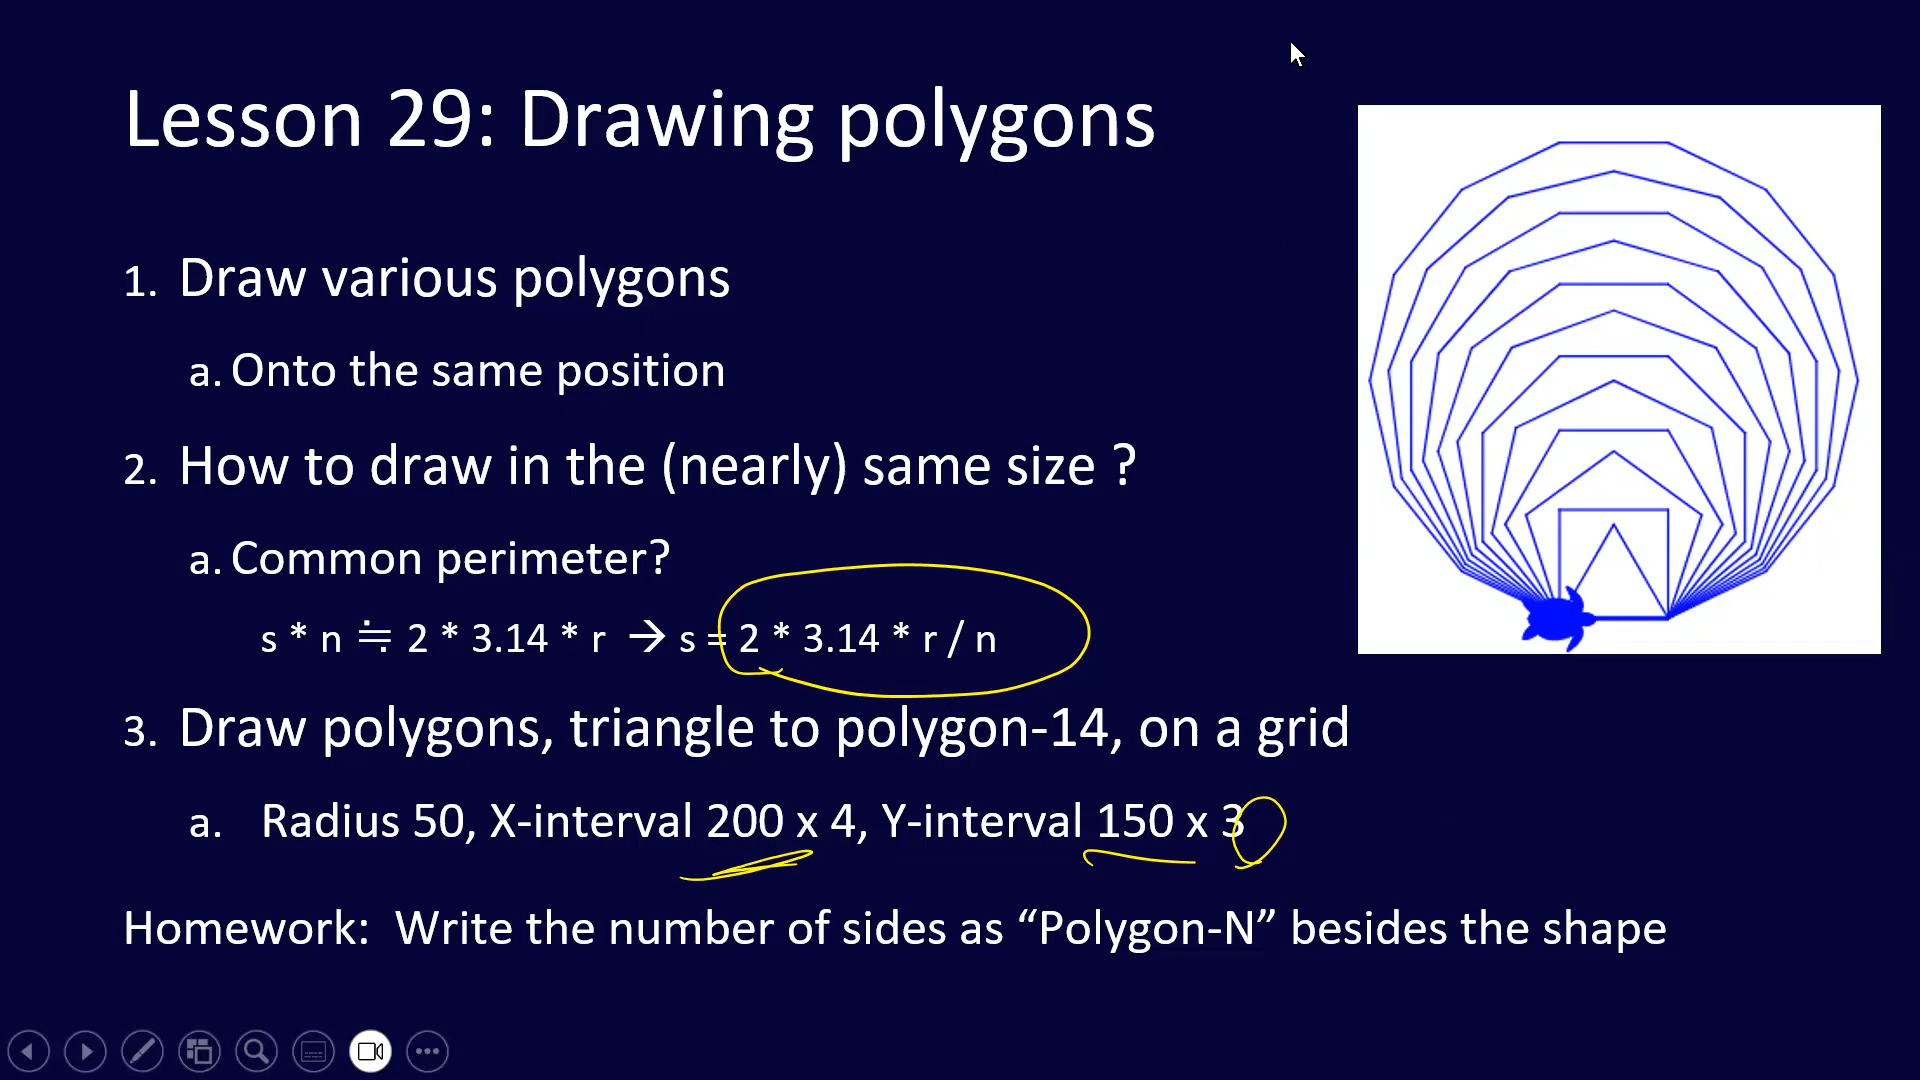 Lesson 29: Drawing polygons
1. Draw various polygons
a. Onto the same position
2. How to draw in the (nearly) same size ?
a. Common perimeter?
s * n ≒ 2 * 3.14 * r → s = 2 * 3.14 * r / n
3. Draw polygons, triangle to polygon-14, on a grid
a. Radius 50, X-interval 200 x 4, Y-interval 150 x 3
Homework: Write the number of sides as “Polygon-N” besides the shape